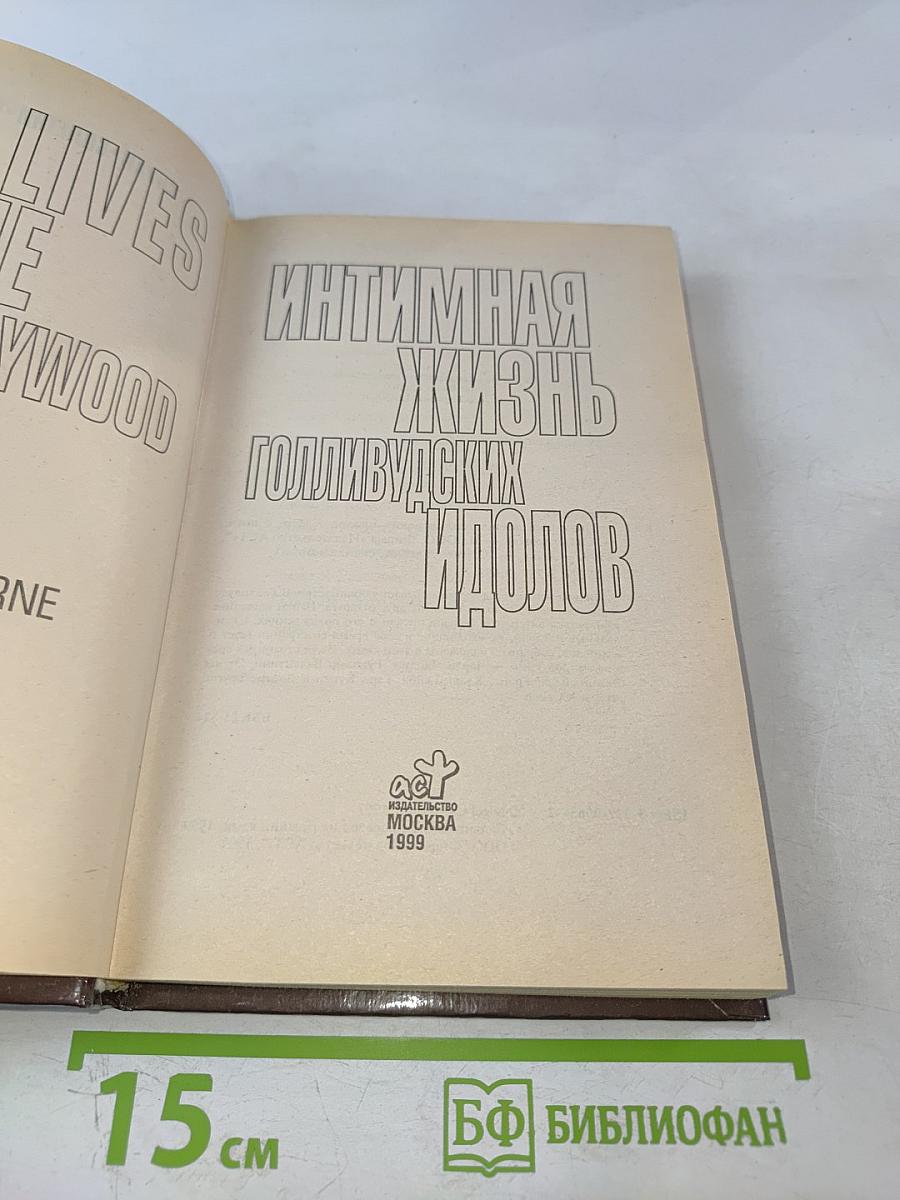 LIVES
YWOOD
RNE
ИНТИМНАЯ
ЖИЗНЬ
ГОЛЛИВУДСКИХ
ИДОЛОВ
аст
ИЗДАТЕЛЬСТВО
МОСКВА
1999
15 см
БФ БИБЛИОФАН